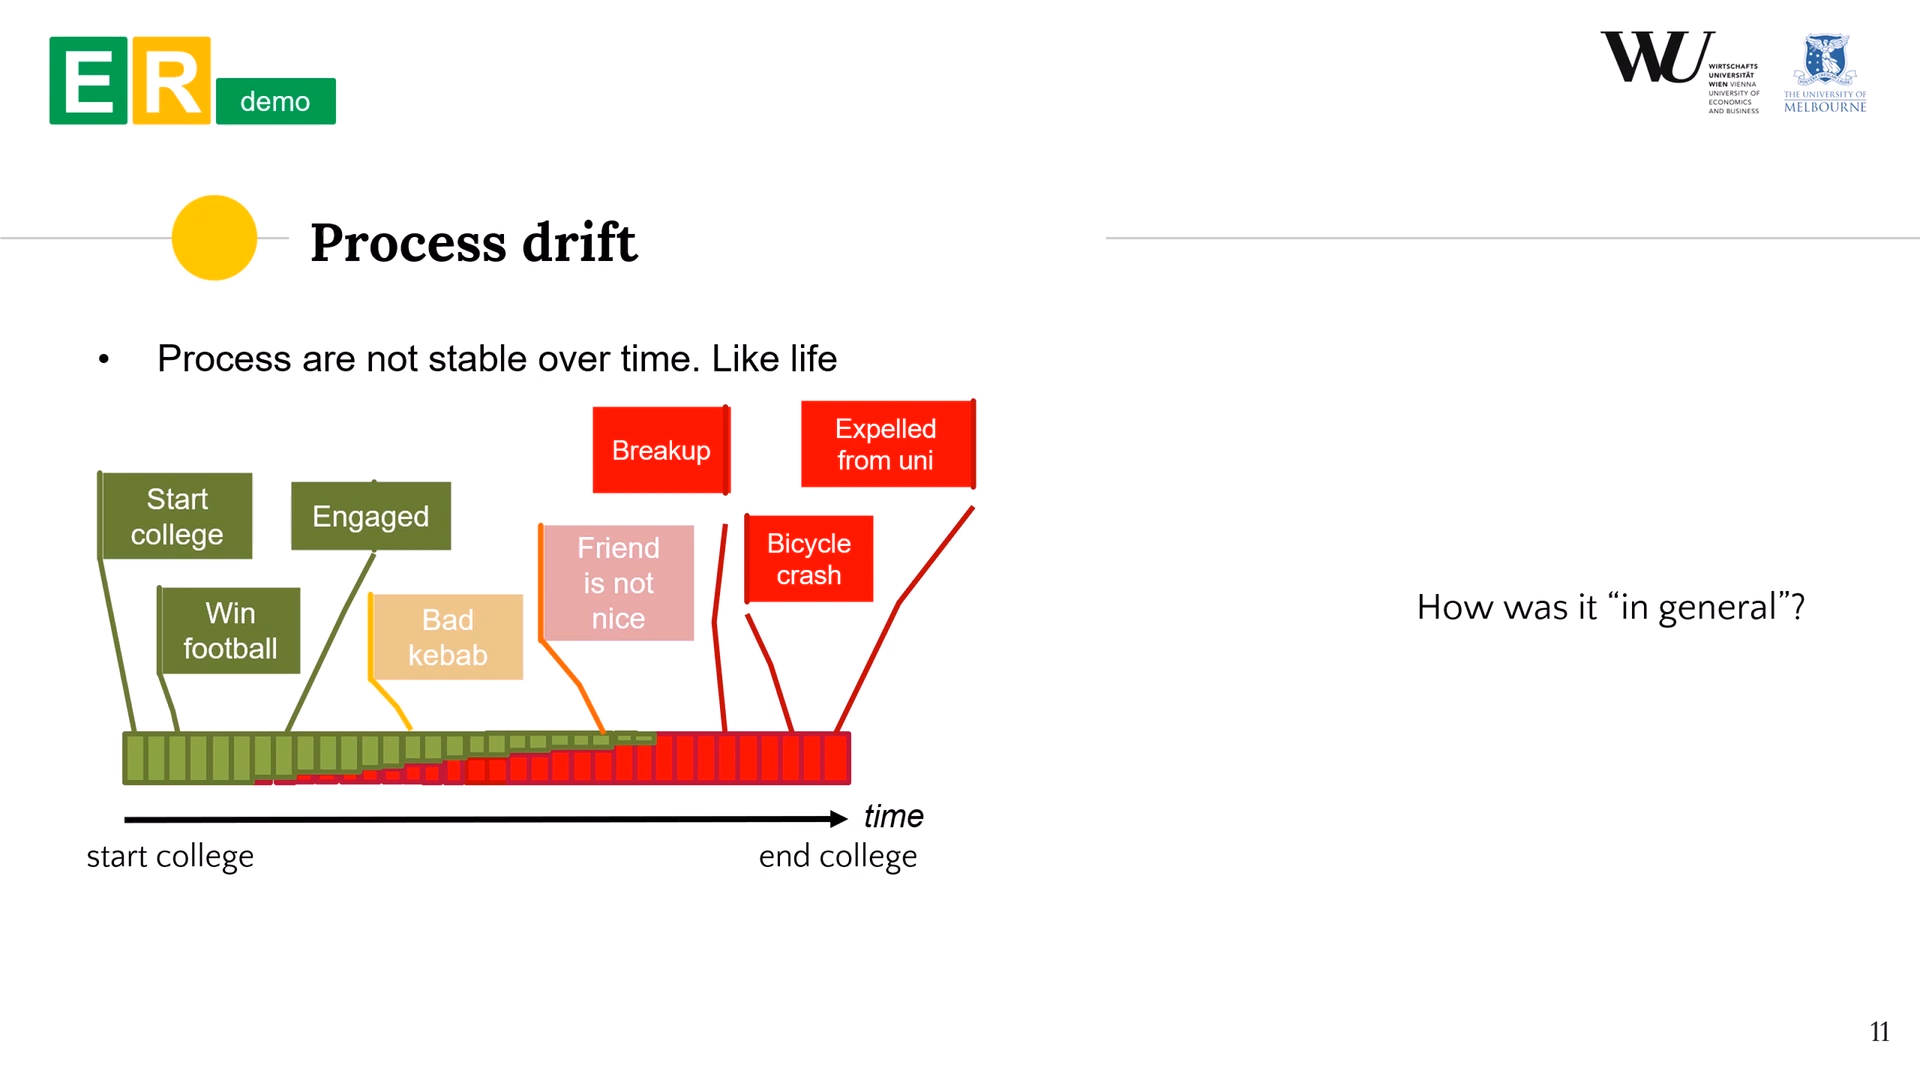 ER demo
WU
WIRTSCHAFTS
UNIVERSITÄT
WIEN VIENNA
UNIVERSITY OF
ECONOMICS
AND BUSINESS
THE UNIVERSITY OF
MELBOURNE
Process drift
• Process are not stable over time. Like life
Breakup
Expelled
from uni
Start
college
Engaged
Friend
is not
nice
Bicycle
crash
Win
football
Bad
kebab
How was it “in general”?
time
start college
end college
11